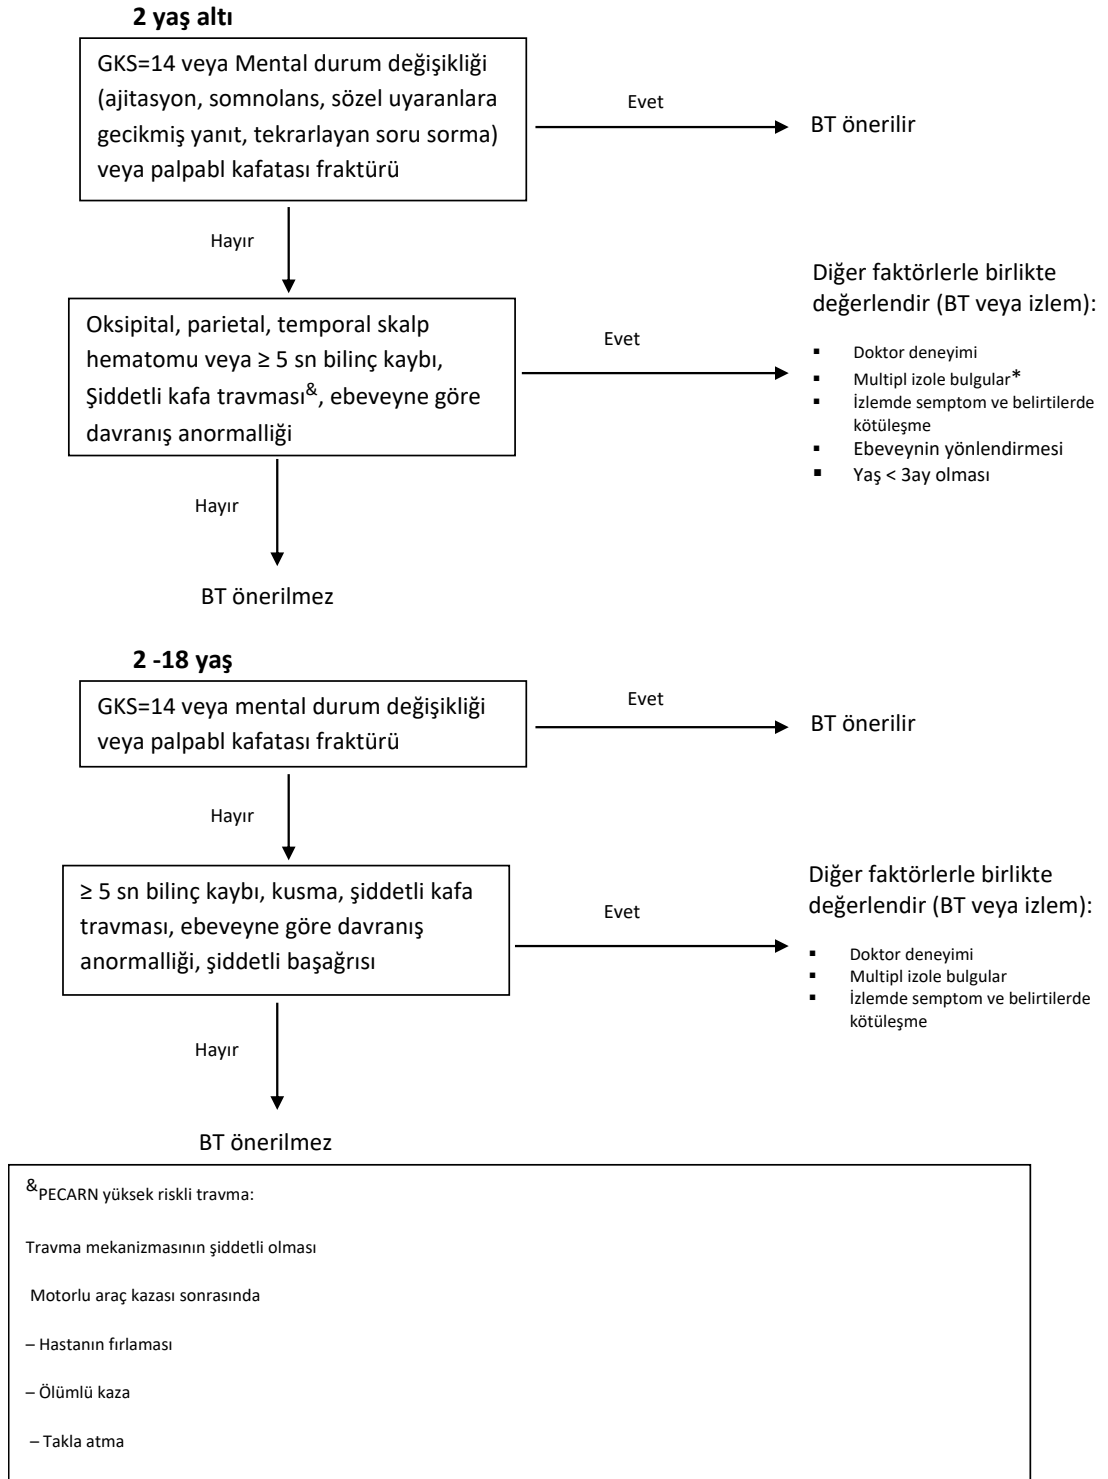 2 yaş altı
GKS=14 veya Mental durum değişikliği
(ajitasyon, somnolans, sözel uyaranlara
gecikmiş yanıt, tekrarlayan soru sorma)
veya palpabl kafatası fraktürü
Evet
BT önerilir
Hayır
Oksipital, parietal, temporal skalp
hematomu veya ≥ 5 sn bilinç kaybı,
Şiddetli kafa travması&, ebeveyne göre
davranış anormalliği
Evet
Diğer faktörlerle birlikte
değerlendir (BT veya izlem):
▪ Doktor deneyimi
▪ Multipl izole bulgular*
▪ İzlemde semptom ve belirtilerde
kötüleşme
▪ Ebeveynin yönlendirmesi
▪ Yaş < 3ay olması
Hayır
BT önerilmez
2 -18 yaş
GKS=14 veya mental durum değişikliği
veya palpabl kafatası fraktürü
Evet
BT önerilir
Hayır
≥ 5 sn bilinç kaybı, kusma, şiddetli kafa
travması, ebeveyne göre davranış
anormalliği, şiddetli başağrısı
Evet
Diğer faktörlerle birlikte
değerlendir (BT veya izlem):
▪ Doktor deneyimi
▪ Multipl izole bulgular
▪ İzlemde semptom ve belirtilerde
kötüleşme
Hayır
BT önerilmez
&PECARN yüksek riskli travma:
Travma mekanizmasının şiddetli olması
Motorlu araç kazası sonrasında
– Hastanın fırlaması
– Ölümlü kaza
– Takla atma